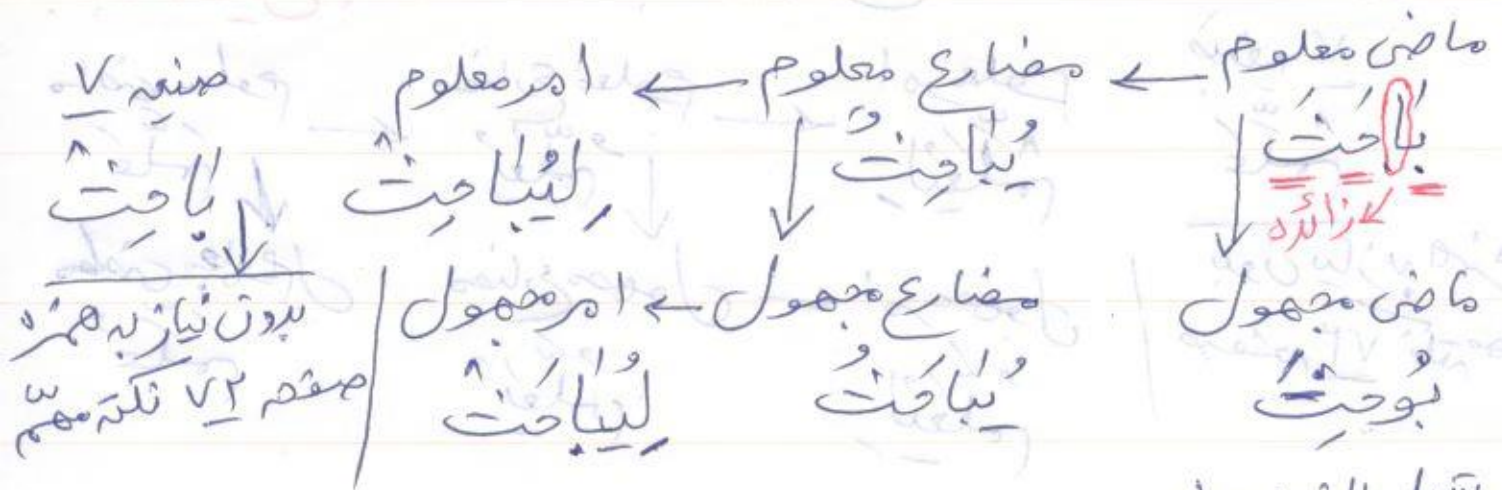 ماضی معلوم ← مضارع معلوم ← امر معلوم صیغه ۷
بَاحَثَ يُبَاحِثُ لِيُبَاحِثْ بَاحِثْ
زائده
ماضی مجهول مضارع مجهول ← امر مجهول بدون نیاز به همزه
بُوحِثَ يُبَاحَثُ لِيُبَاحَثْ صفحه ۷۲ نکته مهمّ